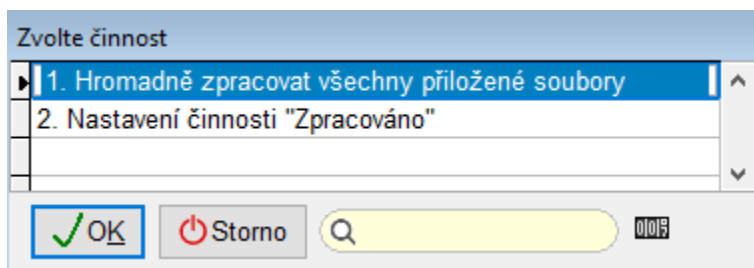 Zvolte činnost
1. Hromadně zpracovat všechny přiložené soubory
2. Nastavení činnosti "Zpracováno"
OK Storno